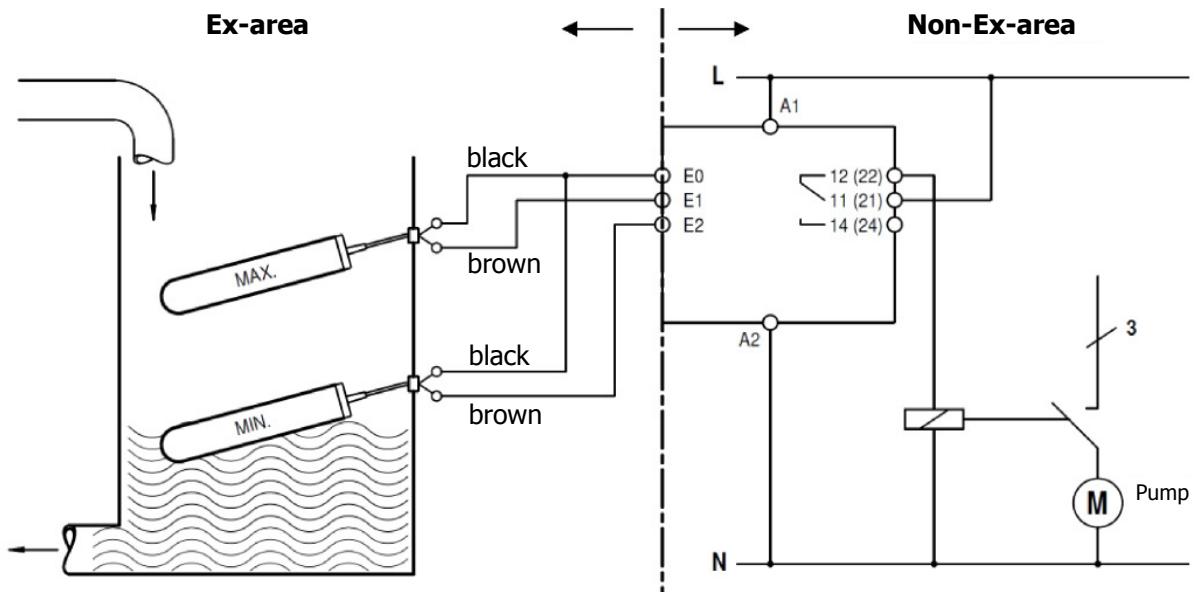 Ex-area
Non-Ex-area
L
A1
black
E0
12 (22)
E1
11 (21)
E2
14 (24)
brown
MAX.
A2
3
black
brown
MIN.
M
Pump
N